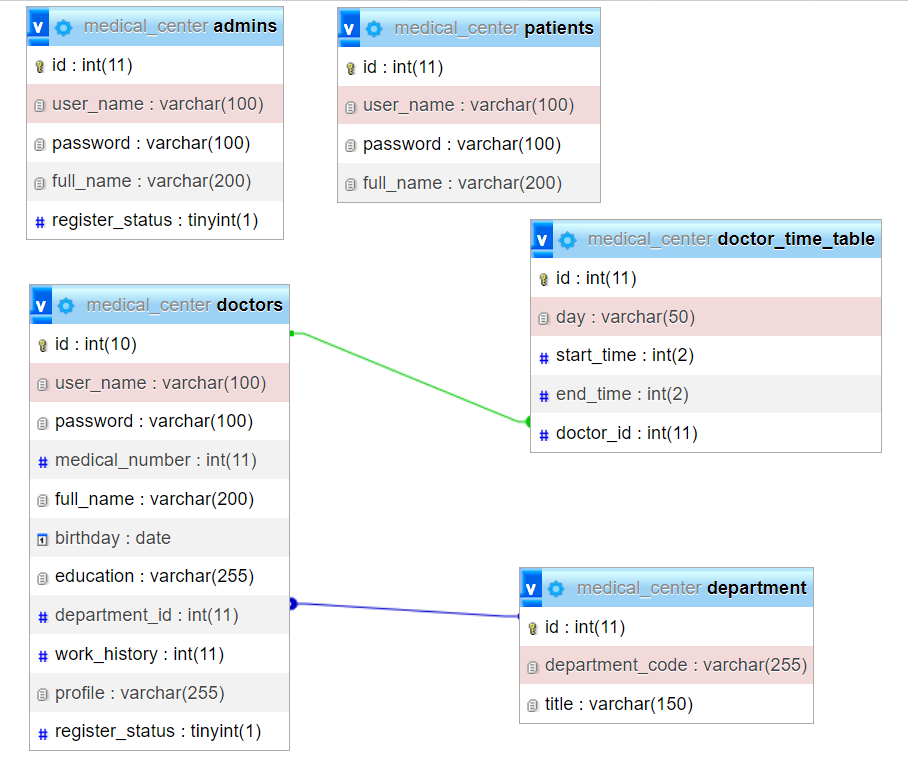 v medical_center admins
id : int(11)
user_name : varchar(100)
password : varchar(100)
full_name : varchar(200)
# register_status : tinyint(1)
v medical_center patients
id : int(11)
user_name : varchar(100)
password : varchar(100)
full_name : varchar(200)
v medical_center doctor_time_table
id : int(11)
day : varchar(50)
# start_time : int(2)
# end_time : int(2)
# doctor_id : int(11)
v medical_center doctors
id : int(10)
user_name : varchar(100)
password : varchar(100)
# medical_number : int(11)
full_name : varchar(200)
1 birthday : date
education : varchar(255)
# department_id : int(11)
# work_history : int(11)
profile : varchar(255)
# register_status : tinyint(1)
v medical_center department
id : int(11)
department_code : varchar(255)
title : varchar(150)